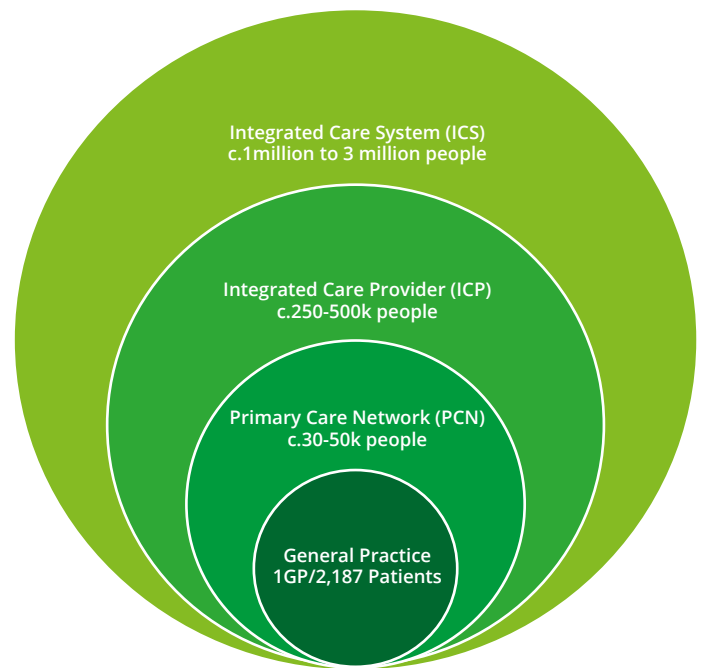 Integrated Care System (ICS)
c.1million to 3 million people
Integrated Care Provider (ICP)
c.250-500k people
Primary Care Network (PCN)
c.30-50k people
General Practice
1GP/2,187 Patients